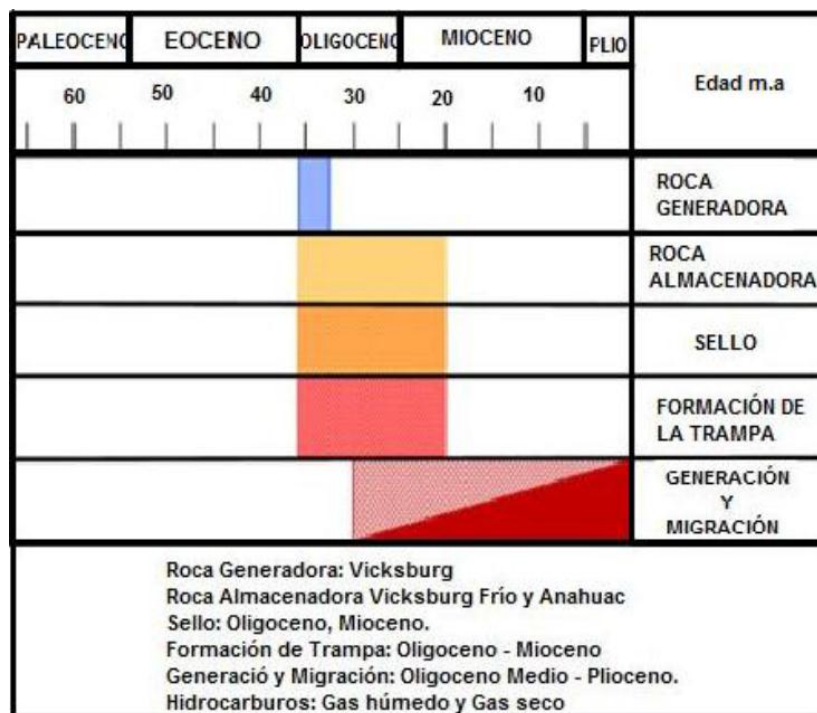 PALEOCENO EOCENO OLIGOCENO MIOCENO PLIO
Edad m.a
60 50 40 30 20 10
ROCA
GENERADORA
ROCA
ALMACENADORA
SELLO
FORMACIÓN DE
LA TRAMPA
GENERACIÓN
Y
MIGRACIÓN
Roca Generadora: Vicksburg
Roca Almacenadora Vicksburg Frío y Anahuac
Sello: Oligoceno, Mioceno.
Formación de Trampa: Oligoceno - Mioceno
Generació y Migración: Oligoceno Medio - Plioceno.
Hidrocarburos: Gas húmedo y Gas seco